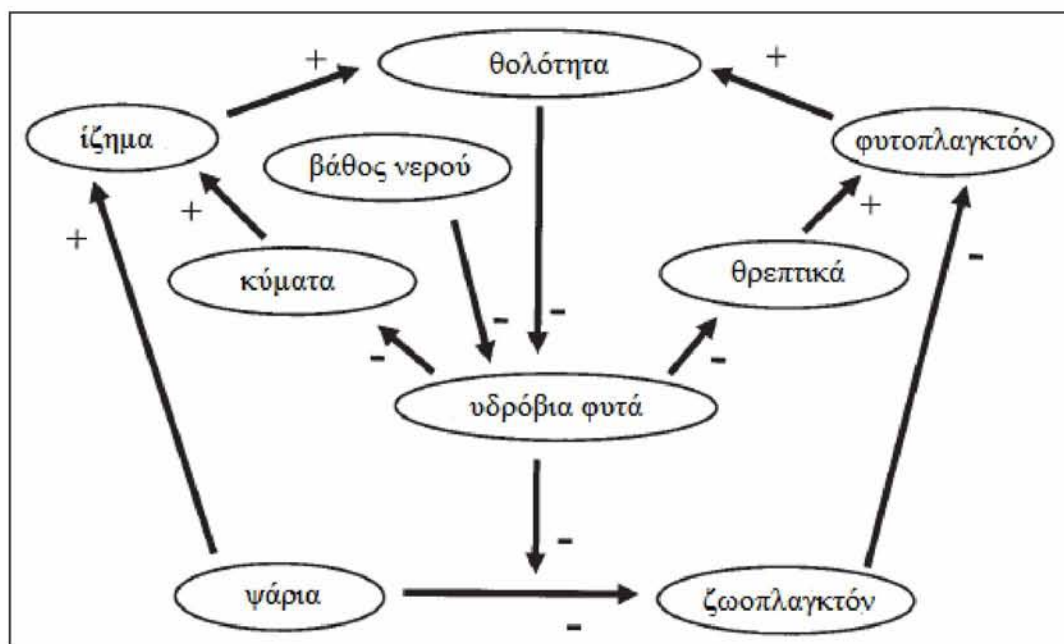 θολότητα
ίζημα
φυτοπλαγκτόν
βάθος νερού
κύματα
θρεπτικά
υδρόβια φυτά
ψάρια
ζωοπλαγκτόν
+
+
+
+
+
-
-
-
-
-
-
-